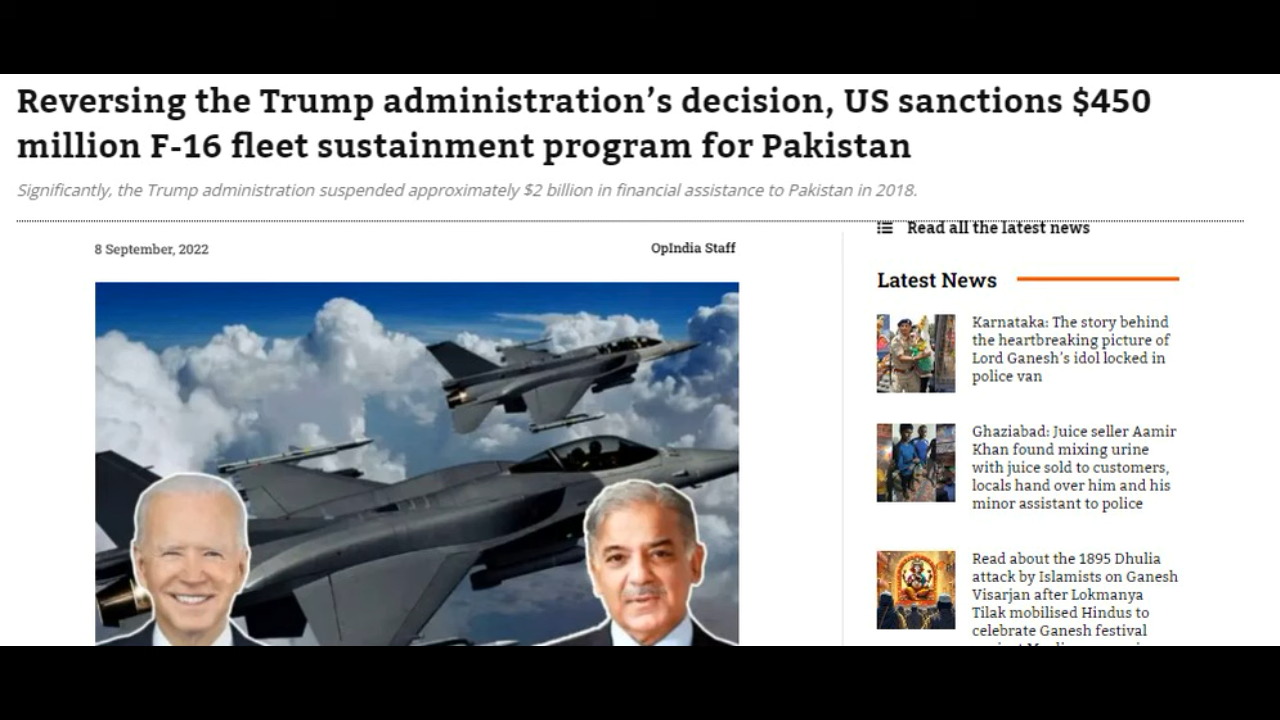 Reversing the Trump administration's decision, US sanctions $450
million F-16 fleet sustainment program for Pakistan
Significantly, the Trump administration suspended approximately $2 billion in financial assistance to Pakistan in 2018.
8 September, 2022
OpIndia Staff
Read all the latest news
Latest News
Karnataka: The story behind
the heartbreaking picture of
Lord Ganesh's idol locked in
police van
Ghaziabad: Juice seller Aamir
Khan found mixing urine
with juice sold to customers,
locals hand over him and his
minor assistant to police
Read about the 1895 Dhulia
attack by Islamists on Ganesh
Visarjan after Lokmanya
Tilak mobilised Hindus to
celebrate Ganesh festival